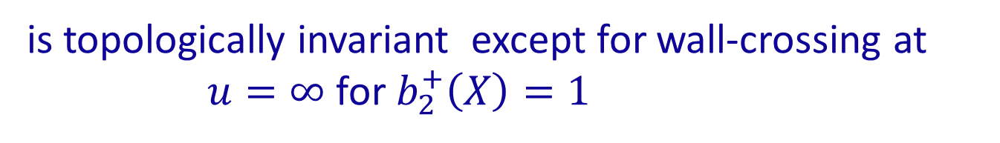 is topologically invariant except for wall-crossing at
𝑢 = ∞ for 𝑏₂⁺(𝑋) = 1